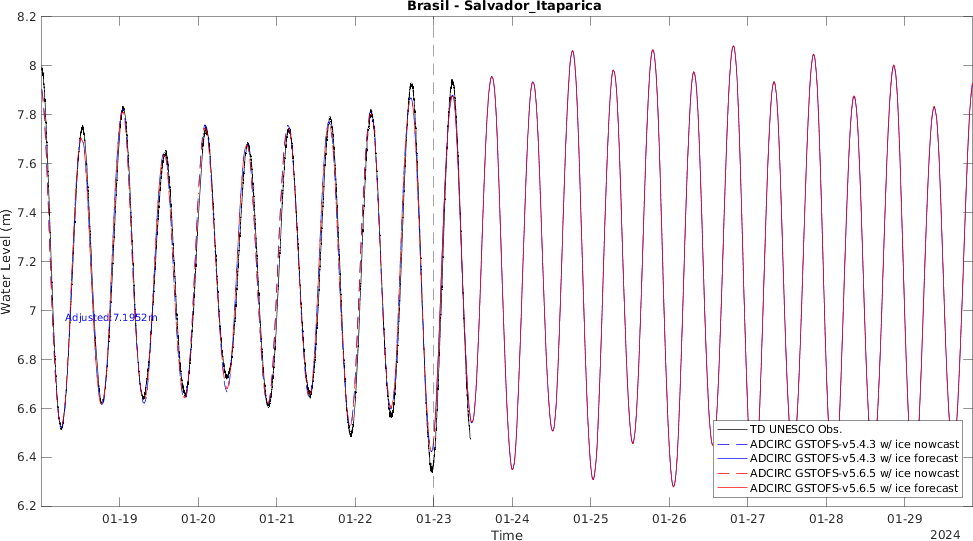 Brasil - Salvador_Itaparica
8.2
8
7.8
7.6
7.4
7.2
7
6.8
6.6
6.4
6.2
Water Level (m)
Adjusted:7.1952m
TD UNESCO Obs.
ADCIRC GSTOFS-v5.4.3 w/ ice nowcast
ADCIRC GSTOFS-v5.4.3 w/ ice forecast
ADCIRC GSTOFS-v5.6.5 w/ ice nowcast
ADCIRC GSTOFS-v5.6.5 w/ ice forecast
01-19 01-20 01-21 01-22 01-23 01-24 01-25 01-26 01-27 01-28 01-29
Time
2024